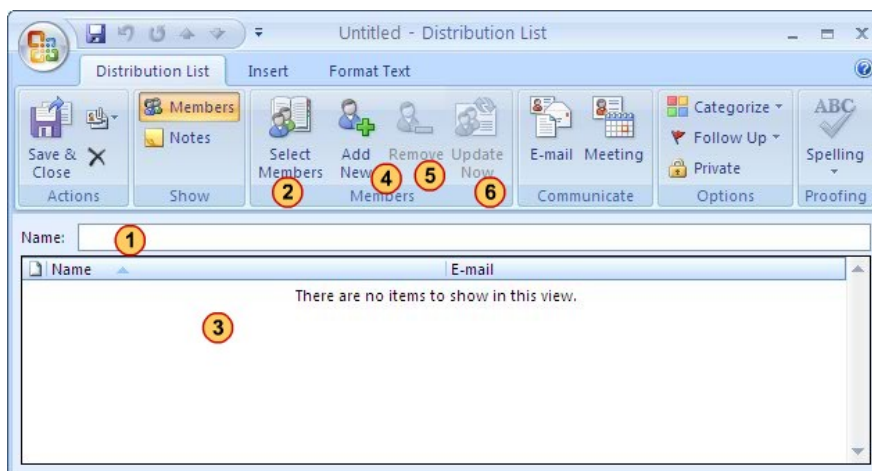 Untitled - Distribution List
Distribution List Insert Format Text
Save & Close
Members
Notes
Select Members
Add New
Remove
Update Now
E-mail
Meeting
Categorize
Follow Up
Private
ABC
Spelling
Actions Show Members Communicate Options Proofing
2 4 5 6
Name:
1
Name E-mail
There are no items to show in this view.
3